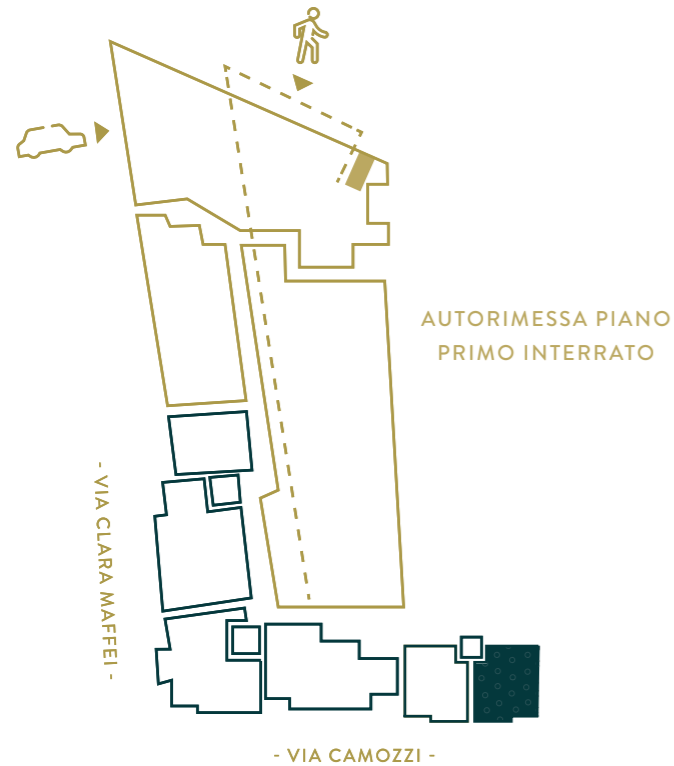 AUTORIMESSA PIANO
PRIMO INTERRATO
- VIA CLARA MAFFEI -
- VIA CAMOZZI -